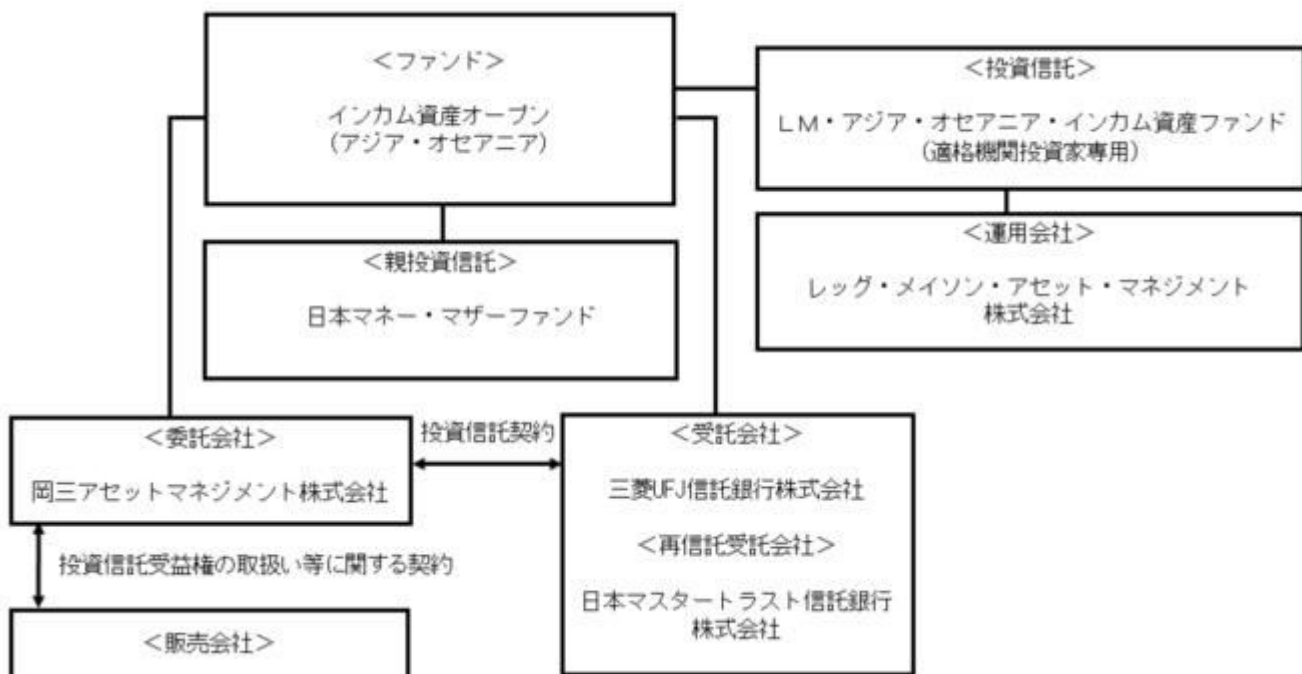 ＜ファンド＞
インカム資産オープン
(アジア・オセアニア)
＜投資信託＞
ＬＭ・アジア・オセアニア・インカム資産ファンド
(適格機関投資家専用)
＜運用会社＞
レッグ・メイソン・アセット・マネジメント
株式会社
＜親投資信託＞
日本マネー・マザーファンド
＜委託会社＞
岡三アセットマネジメント株式会社
投資信託契約
＜受託会社＞
三菱UFJ信託銀行株式会社
＜再信託受託会社＞
日本マスタートラスト信託銀行
株式会社
投資信託受益権の取扱い等に関する契約
＜販売会社＞